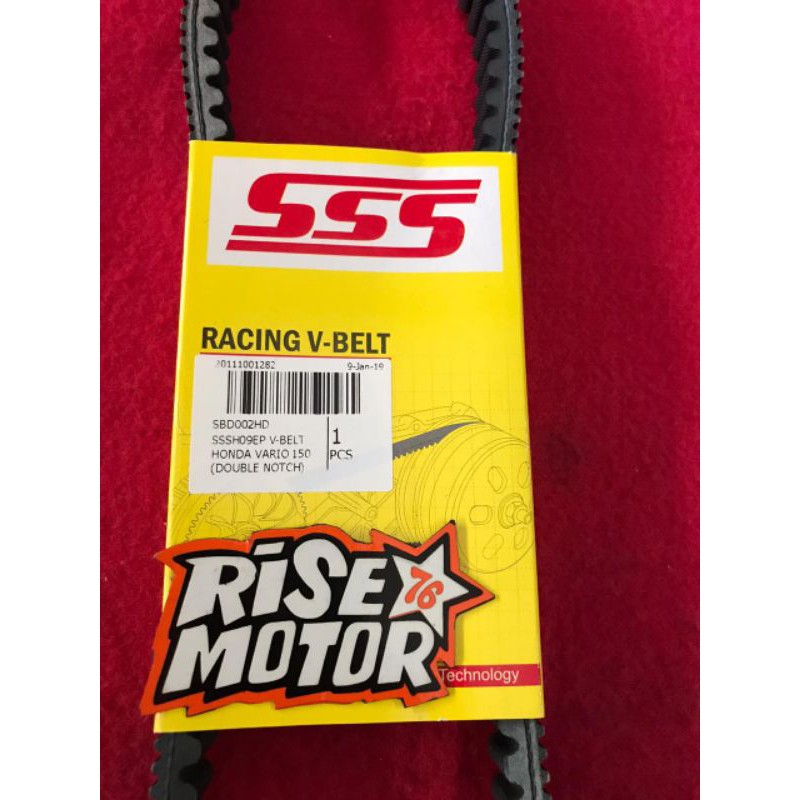 SSS
RACING V-BELT
20111001282 9-Jan-19
SBD002HD
SSSH09EP V-BELT
HONDA VARIO 150
(DOUBLE NOTCH)
1
PCS
RiSE
76
MOTOR
Technology